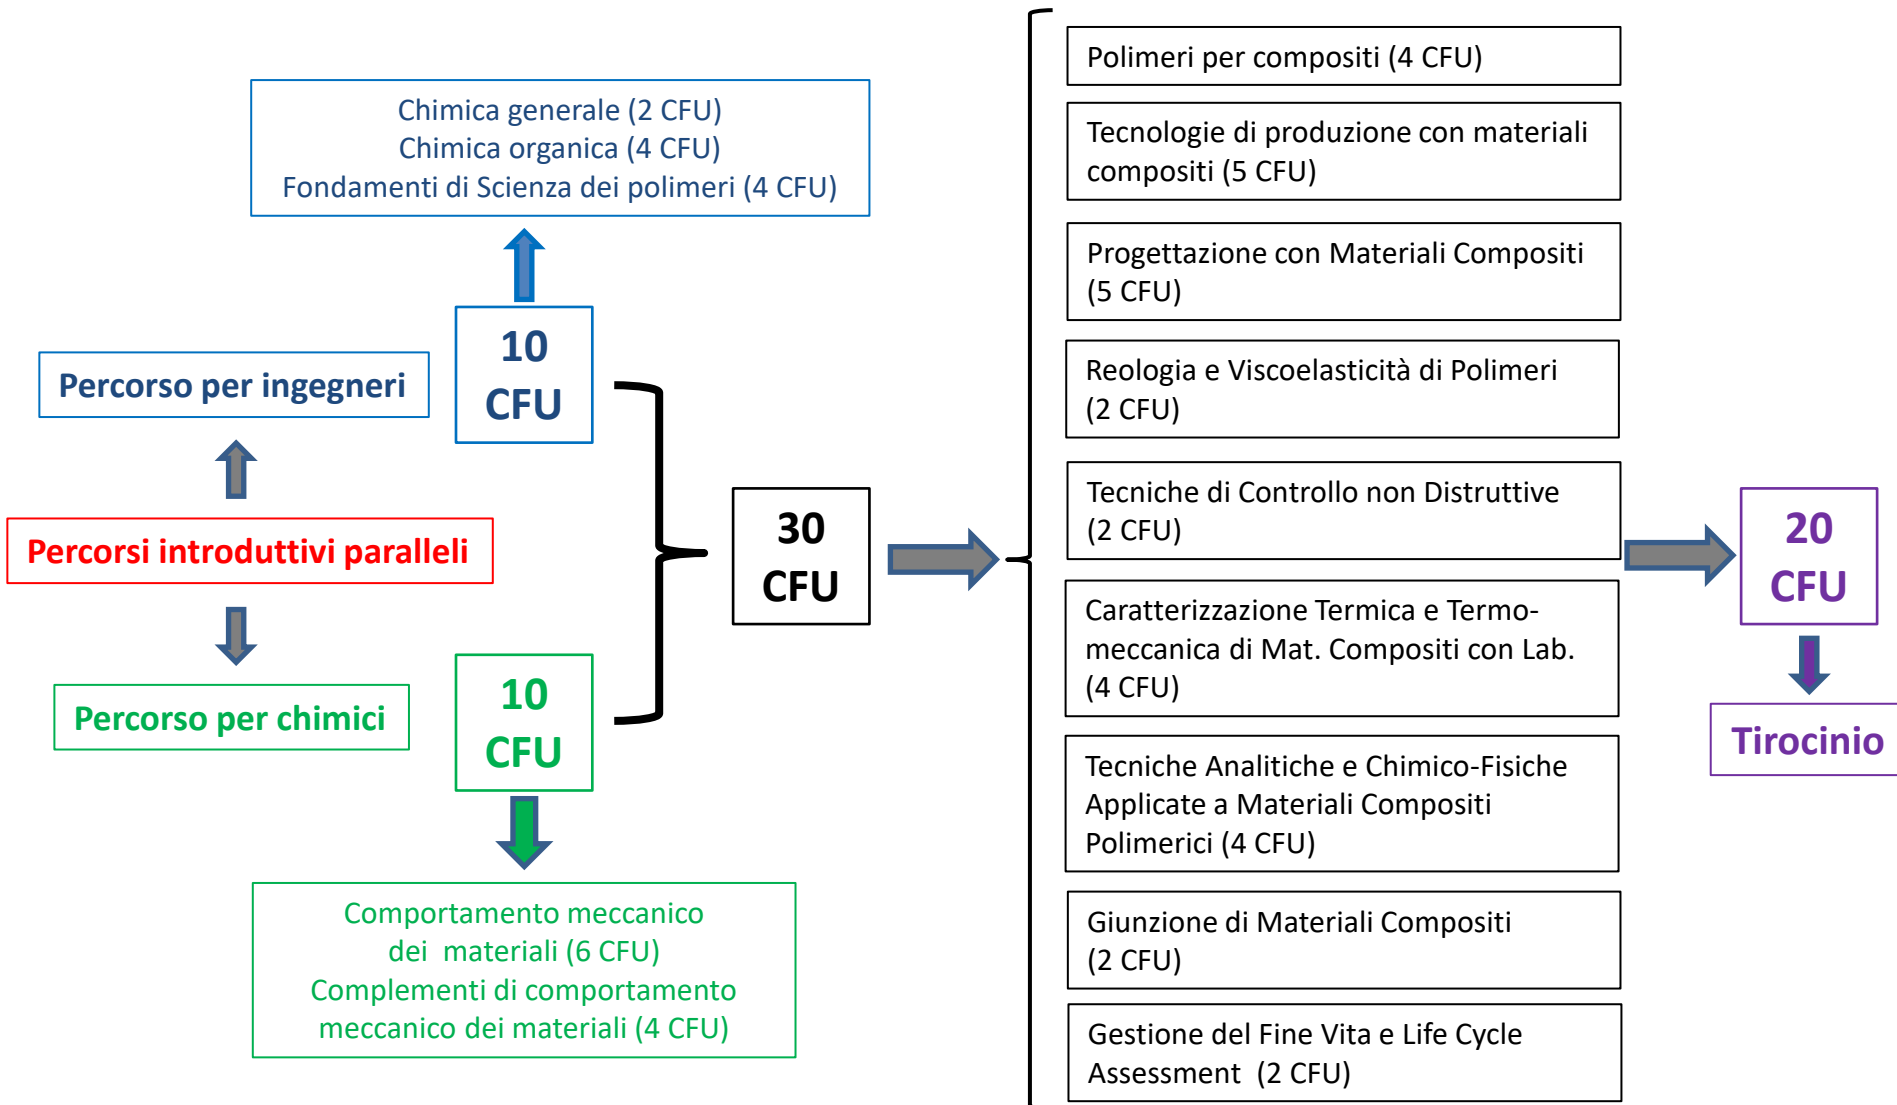 Chimica generale (2 CFU)
Chimica organica (4 CFU)
Fondamenti di Scienza dei polimeri (4 CFU)
10
CFU
Percorso per ingegneri
Percorsi introduttivi paralleli
Percorso per chimici
10
CFU
Comportamento meccanico
dei  materiali (6 CFU)
Complementi di comportamento
meccanico dei materiali (4 CFU)
30
CFU
Polimeri per compositi (4 CFU)
Tecnologie di produzione con materiali
compositi (5 CFU)
Progettazione con Materiali Compositi
(5 CFU)
Reologia e Viscoelasticità di Polimeri
(2 CFU)
Tecniche di Controllo non Distruttive
(2 CFU)
Caratterizzazione Termica e Termo-
meccanica di Mat. Compositi con Lab.
(4 CFU)
Tecniche Analitiche e Chimico-Fisiche
Applicate a Materiali Compositi
Polimerici (4 CFU)
Giunzione di Materiali Compositi
(2 CFU)
Gestione del Fine Vita e Life Cycle
Assessment  (2 CFU)
20
CFU
Tirocinio